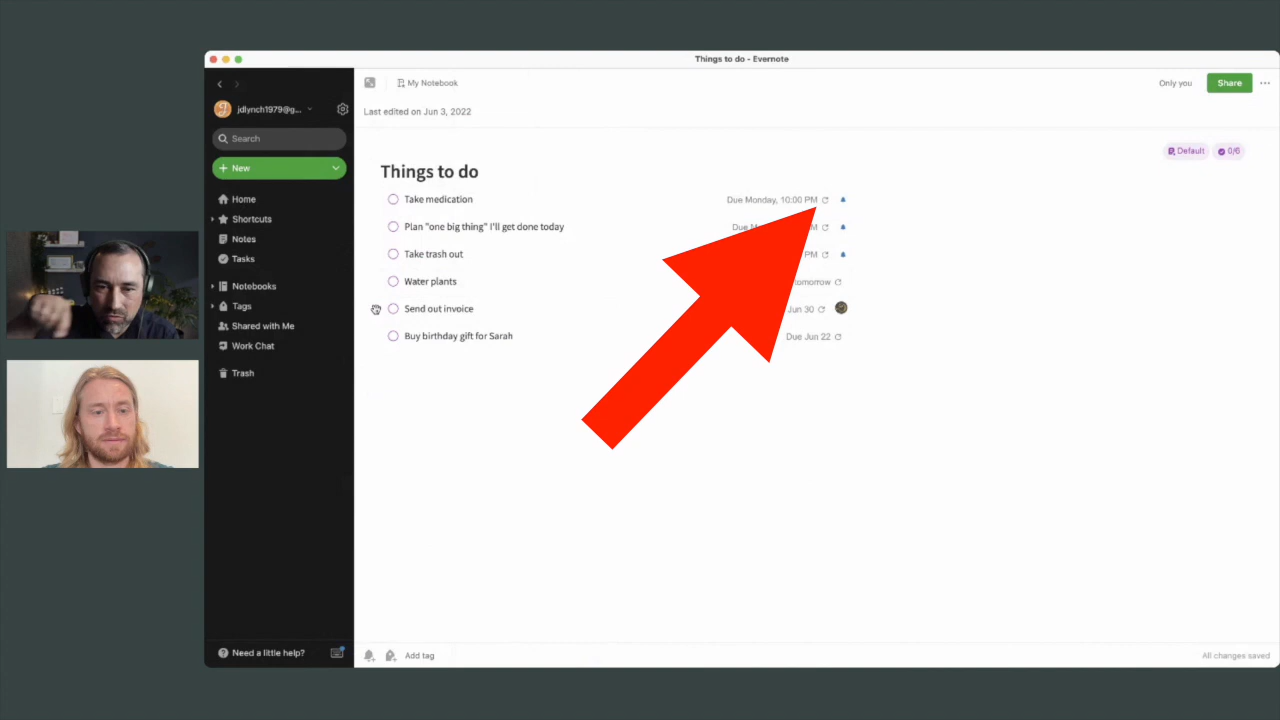 Things to do - Evernote
My Notebook
Only you
Share
jdlynch1979@g...
Last edited on Jun 3, 2022
Search
Default
0/6
New
Things to do
Home
Take medication
Due Monday, 10:00 PM
Shortcuts
Plan "one big thing" I'll get done today
Due M
M
Notes
Take trash out
PM
Tasks
Water plants
tomorrow
Notebooks
Send out invoice
Jun 30
Tags
Buy birthday gift for Sarah
Due Jun 22
Shared with Me
Work Chat
Trash
Need a little help?
Add tag
All changes saved